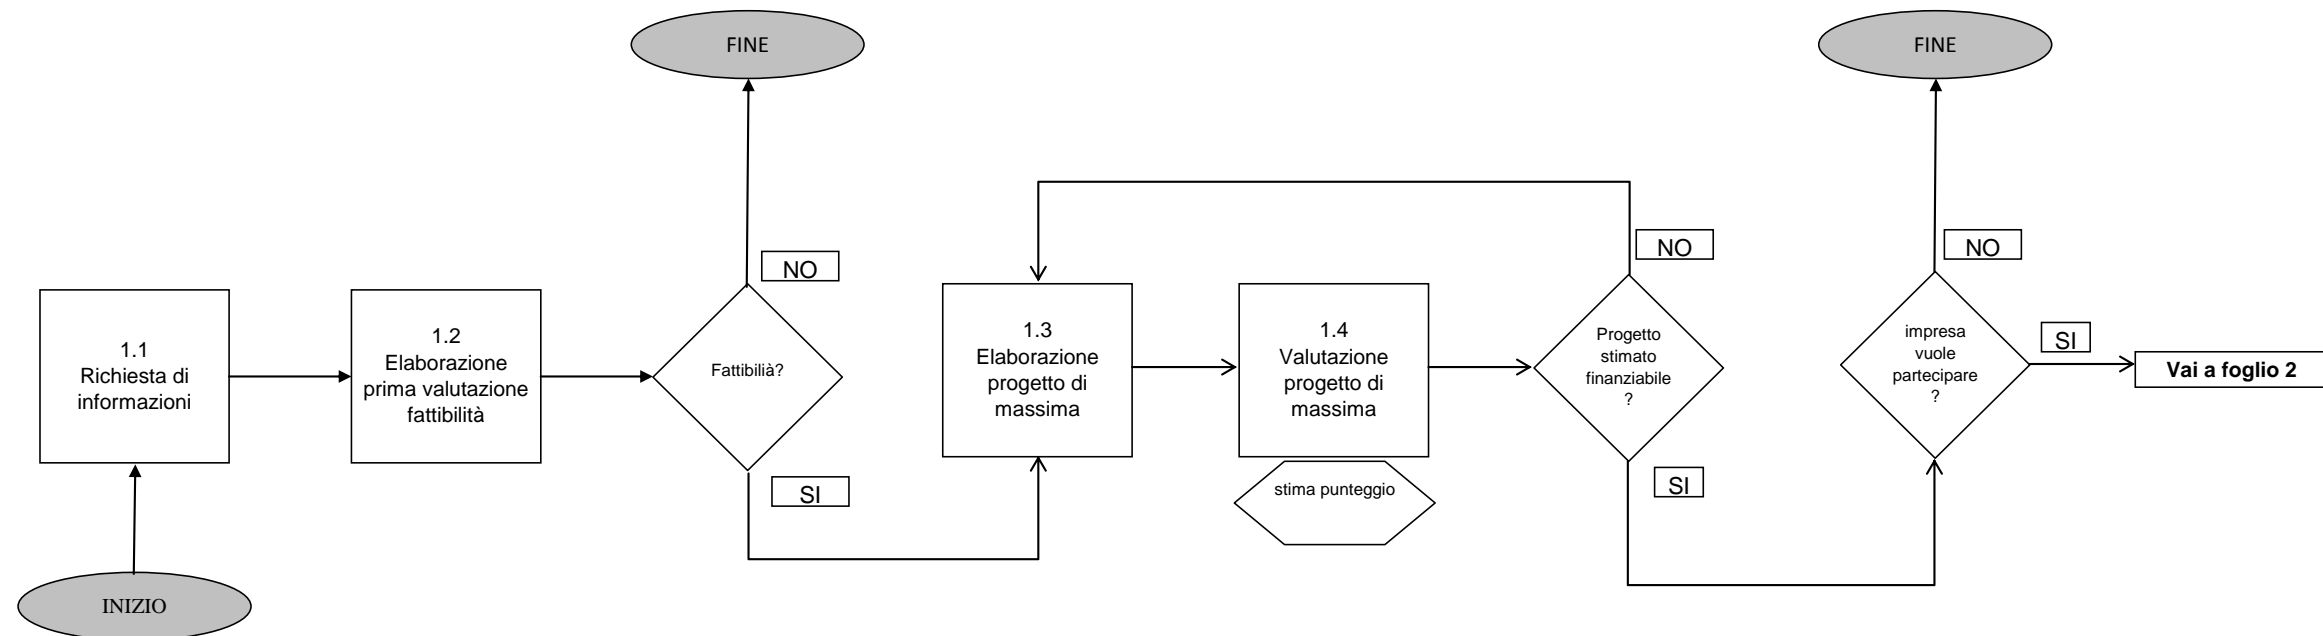 FINE
FINE
NO
NO
NO
1.1
Richiesta di
informazioni
1.2
Elaborazione
prima valutazione
fattibilità
Fattibilià?
1.3
Elaborazione
progetto di
massima
1.4
Valutazione
progetto di
massima
Progetto
stimato
finanziabile
?
impresa
vuole
partecipare
?
SI
Vai a foglio 2
SI
stima punteggio
SI
INIZIO